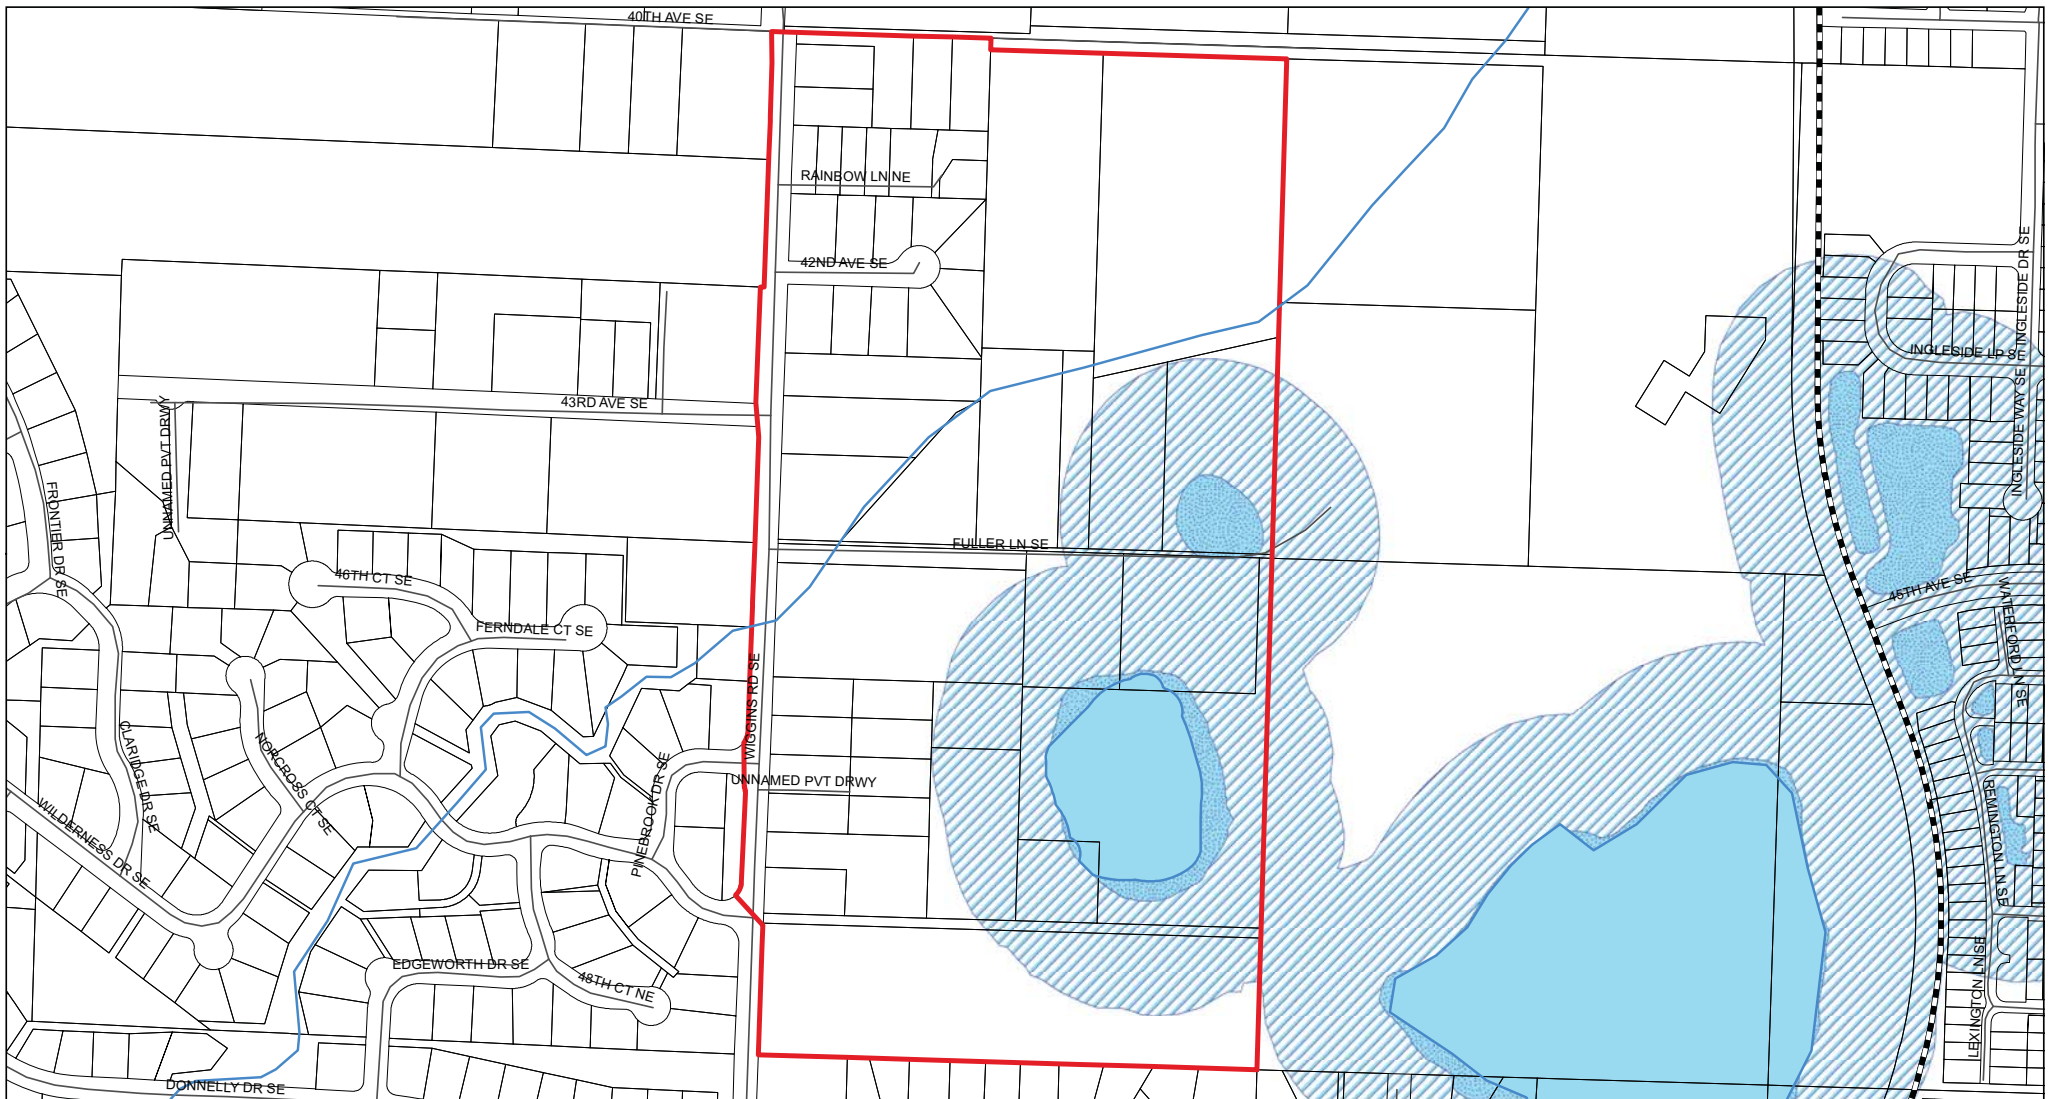 40TH AVE SE
RAINBOW LN NE
42ND AVE SE
INGLESIDE DR SE
INGLESIDE LP SE
INGLESIDE WAY SE
43RD AVE SE
UNNAMED PVT DRWY
FRONTIER DR SE
FULLER LN SE
46TH CT SE
45TH AVE SE
WATERFORD LN SE
FERNDALE CT SE
WIGGINS RD SE
CLARIDGE DR SE
NORCROSS CT SE
PINEBROOK DR SE
UNNAMED PVT DRWY
WILDERNESS DR SE
REMINGTON LN SE
EDGEWORTH DR SE
48TH CT NE
LEXINGTON LN SE
DONNELLY DR SE